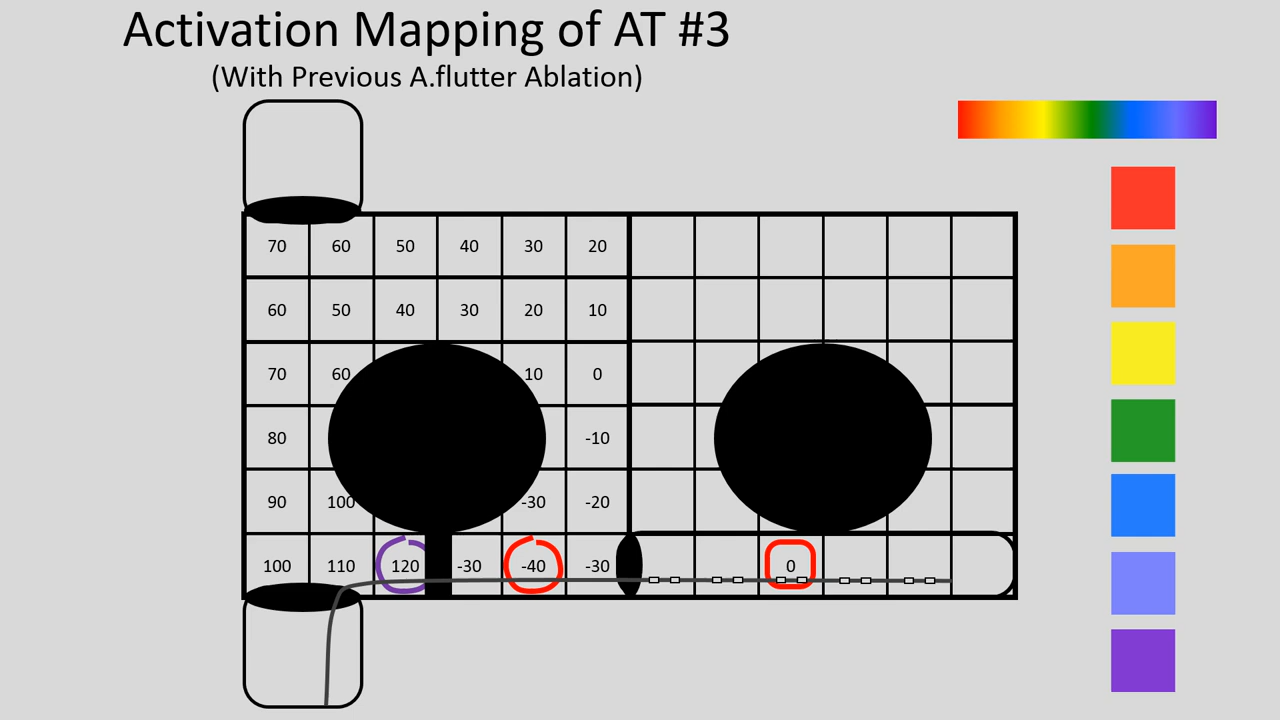 Activation Mapping of AT #3
(With Previous A.flutter Ablation)
70 60 50 40 30 20
60 50 40 30 20 10
70 60 10 0
80 -10
90 100 -30 -20
100 110 120 -30 -40 -30 0